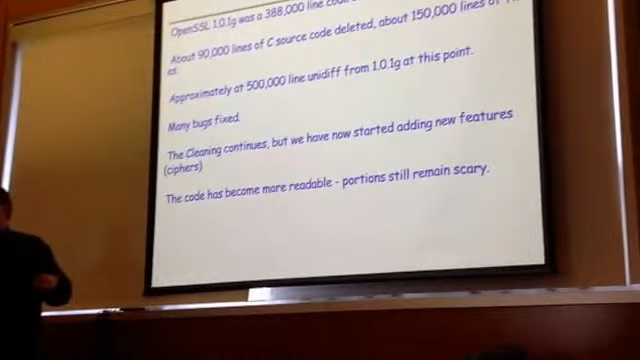 OpenSSL 1.0.1g was a 388,000 line code
About 90,000 lines of C source code deleted, about 150,000 lines of
es.
Approximately at 500,000 line unidiff from 1.0.1g at this point.
Many bugs fixed.
The Cleaning continues, but we have now started adding new features
(ciphers)
The code has become more readable - portions still remain scary.